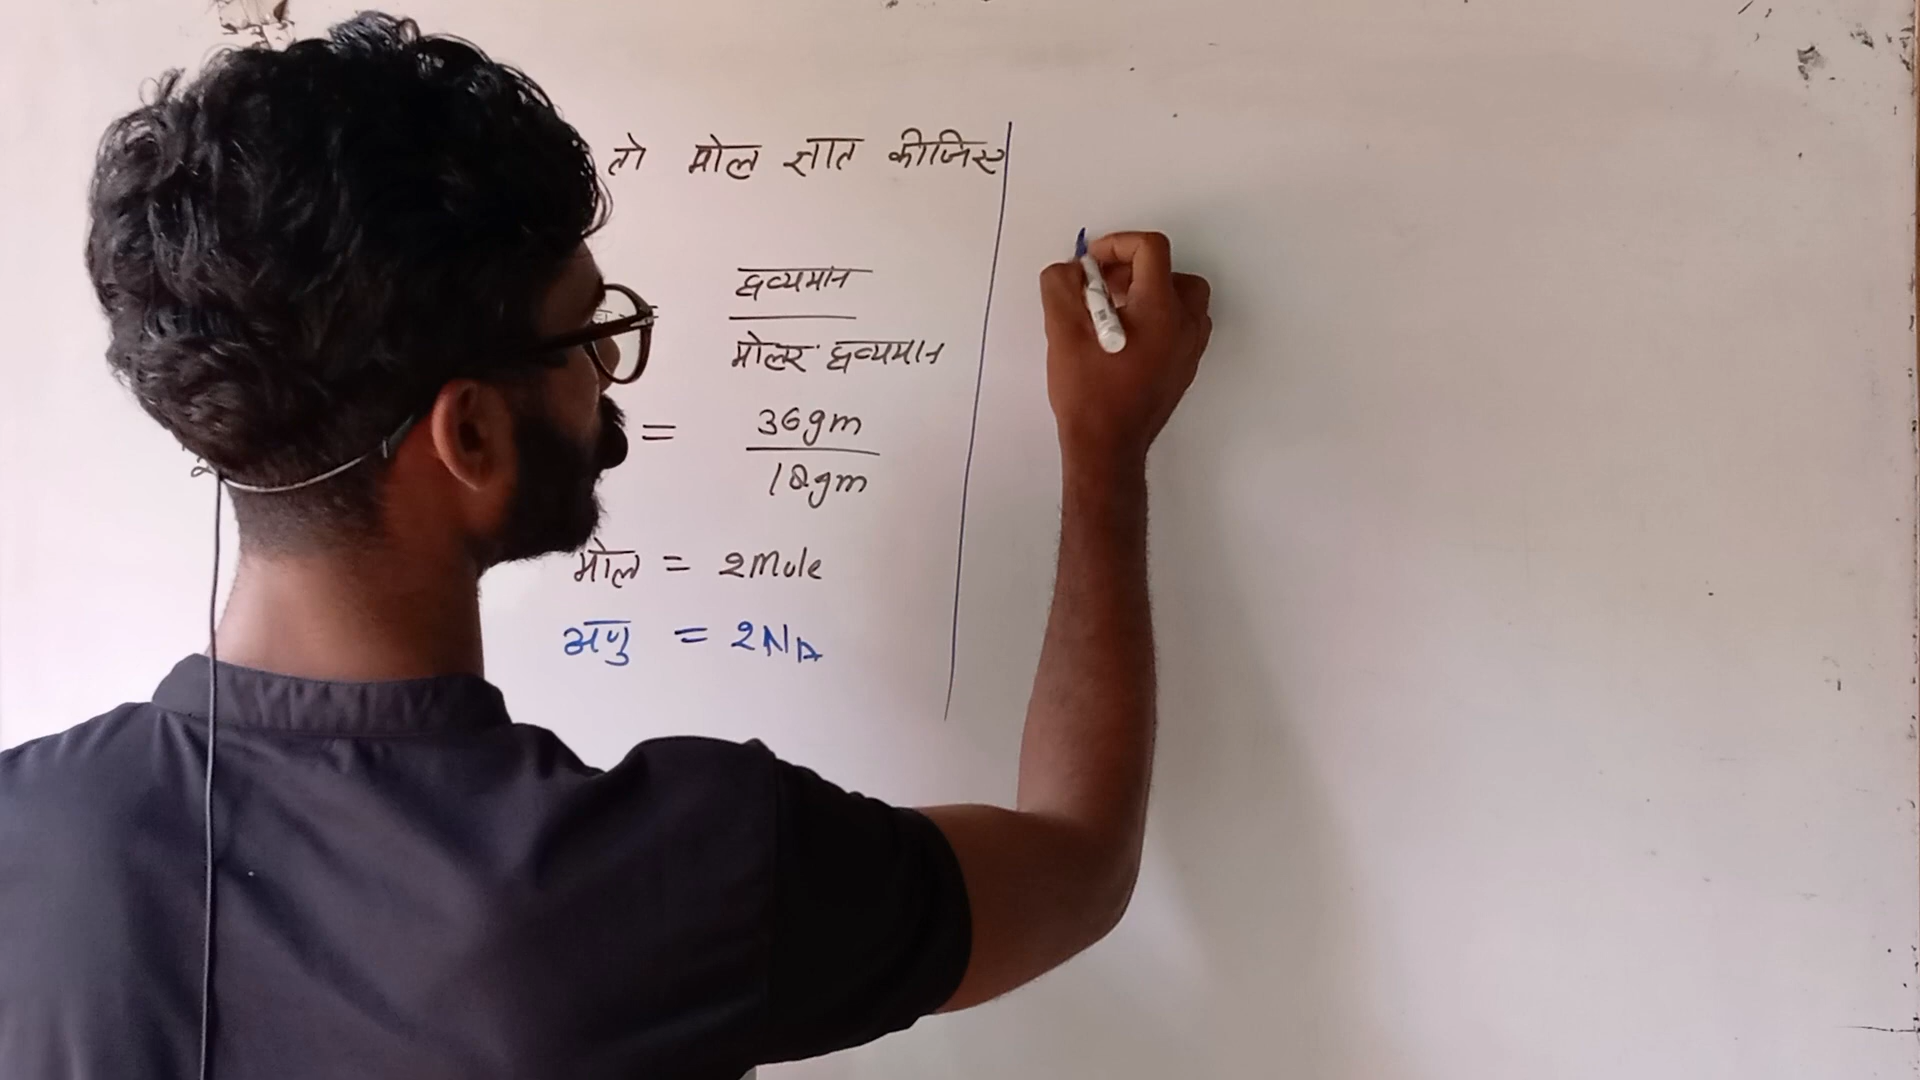 तो मोल ज्ञात कीजिए
= द्रव्यमान
मोलर द्रव्यमान
= 36gm
18gm
मोल = 2Mole
अणु = 2NA